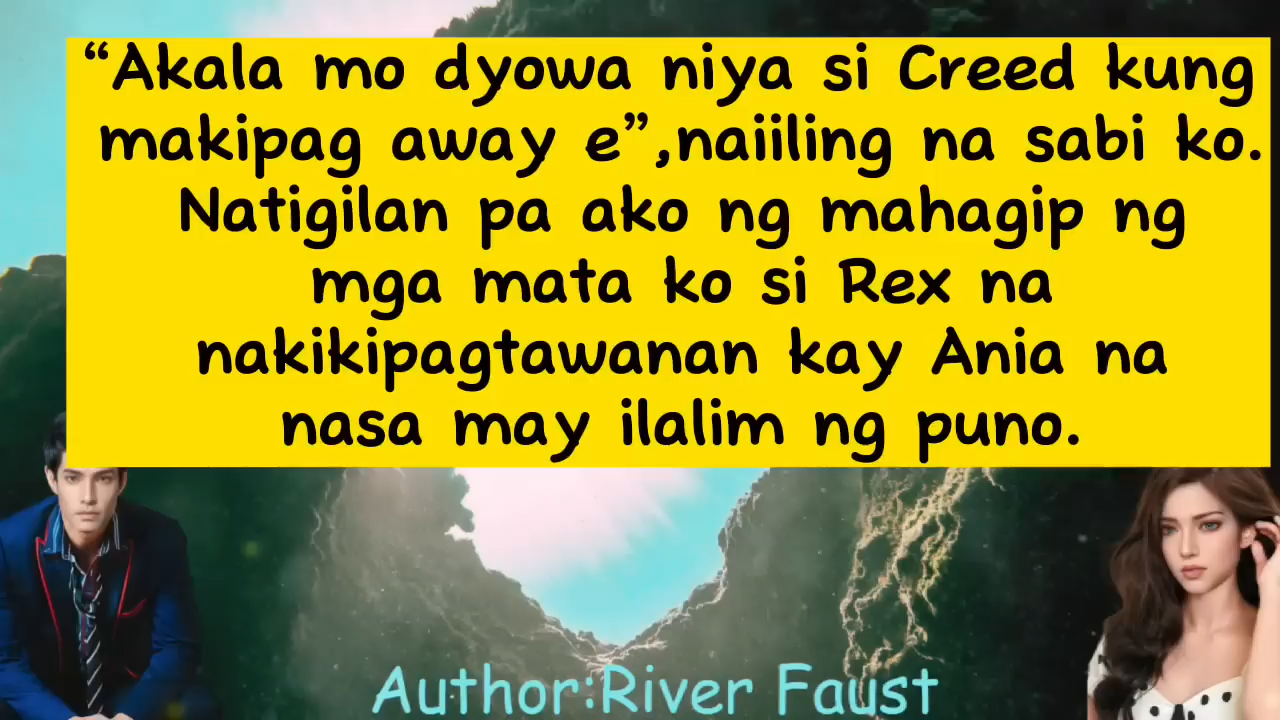 “Akala mo dyowa niya si Creed kung
makipag away e”,naiiling na sabi ko.
Natigilan pa ako ng mahagip ng
mga mata ko si Rex na
nakikipagtawanan kay Ania na
nasa may ilalim ng puno.
Author:River Faust